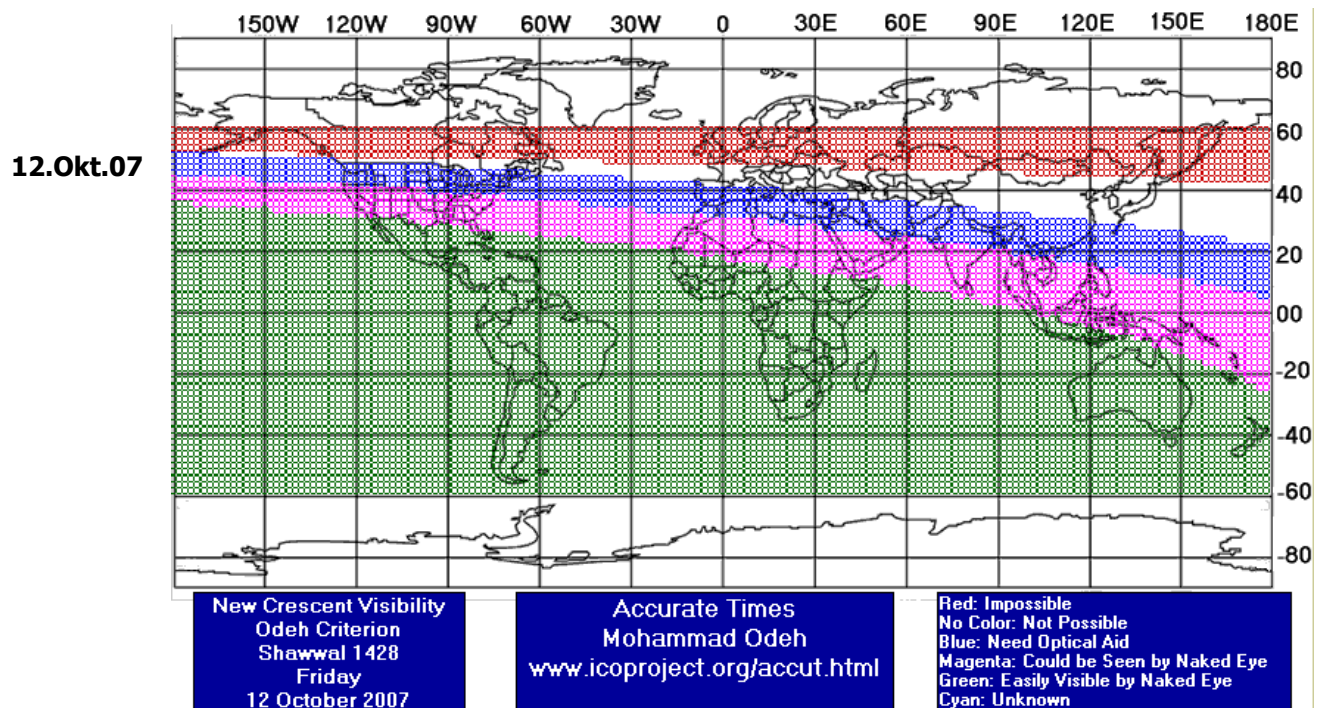 150W 120W 90W 60W 30W 0 30E 60E 90E 120E 150E 180E
80
60
12.Okt.07
40
20
00
-20
-40
-60
-80
New Crescent Visibility
Odeh Criterion
Shawwal 1428
Friday
12 October 2007
Accurate Times
Mohammad Odeh
www.icoproject.org/accut.html
Red: Impossible
No Color: Not Possible
Blue: Need Optical Aid
Magenta: Could be Seen by Naked Eye
Green: Easily Visible by Naked Eye
Cyan: Unknown